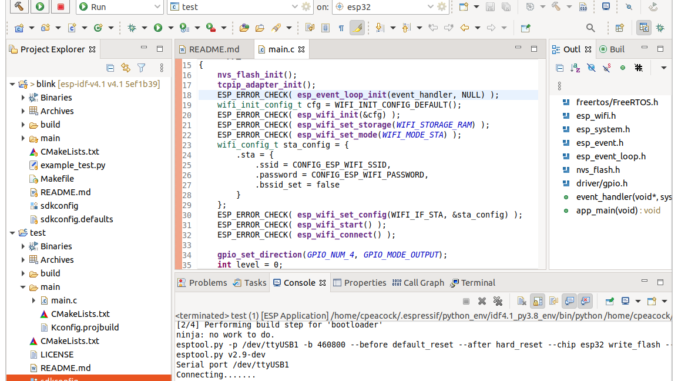 Run
test
on:
esp32
Project Explorer
README.md
main.c
Outl
Buil
blink [esp-idf-v4.1 v4.1 5ef1b39]
Binaries
Archives
build
main
CMakeLists.txt
example_test.py
Makefile
README.md
sdkconfig
sdkconfig.defaults
test
Binaries
Archives
build
main
main.c
CMakeLists.txt
Kconfig.projbuild
CMakeLists.txt
LICENSE
README.md
sdkconfig
15 {
16 nvs_flash_init();
17 tcpip_adapter_init();
18 ESP_ERROR_CHECK( esp_event_loop_init(event_handler, NULL) );
19 wifi_init_config_t cfg = WIFI_INIT_CONFIG_DEFAULT();
20 ESP_ERROR_CHECK( esp_wifi_init(&cfg) );
21 ESP_ERROR_CHECK( esp_wifi_set_storage(WIFI_STORAGE_RAM) );
22 ESP_ERROR_CHECK( esp_wifi_set_mode(WIFI_MODE_STA) );
23 wifi_config_t sta_config = {
24 .sta = {
25 .ssid = CONFIG_ESP_WIFI_SSID,
26 .password = CONFIG_ESP_WIFI_PASSWORD,
27 .bssid_set = false
28 }
29 };
30 ESP_ERROR_CHECK( esp_wifi_set_config(WIFI_IF_STA, &sta_config) );
31 ESP_ERROR_CHECK( esp_wifi_start() );
32 ESP_ERROR_CHECK( esp_wifi_connect() );
33
34 gpio_set_direction(GPIO_NUM_4, GPIO_MODE_OUTPUT);
35 int level = 0;
freertos/FreeRTOS.h
esp_wifi.h
esp_system.h
esp_event.h
esp_event_loop.h
nvs_flash.h
driver/gpio.h
event_handler(void*, sys
app_main(void) : void
Problems
Tasks
Console
Properties
Call Graph
Terminal
<terminated> test (1) [ESP Application] /home/cpeacock/.espressif/python_env/idf4.1_py3.8_env/bin/python /home/cpeacock/
[2/4] Performing build step for 'bootloader'
ninja: no work to do.
esptool.py -p /dev/ttyUSB1 -b 460800 --before default_reset --after hard_reset --chip esp32 write_flash --
esptool.py v2.9-dev
Serial port /dev/ttyUSB1
Connecting.......